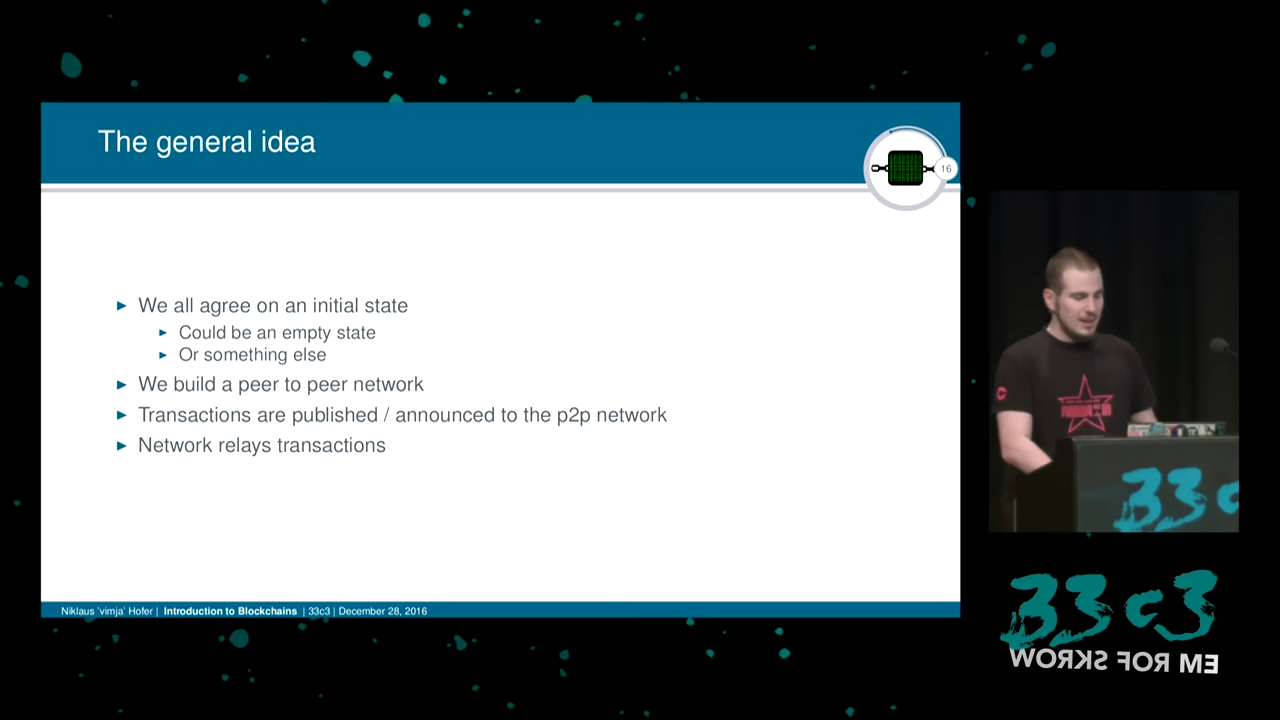 The general idea
16
We all agree on an initial state
Could be an empty state
Or something else
We build a peer to peer network
Transactions are published / announced to the p2p network
Network relays transactions
Niklaus 'vimja' Hofer | Introduction to Blockchains | 33c3 | December 28, 2016
33c
33c3
WORKS FOR ME